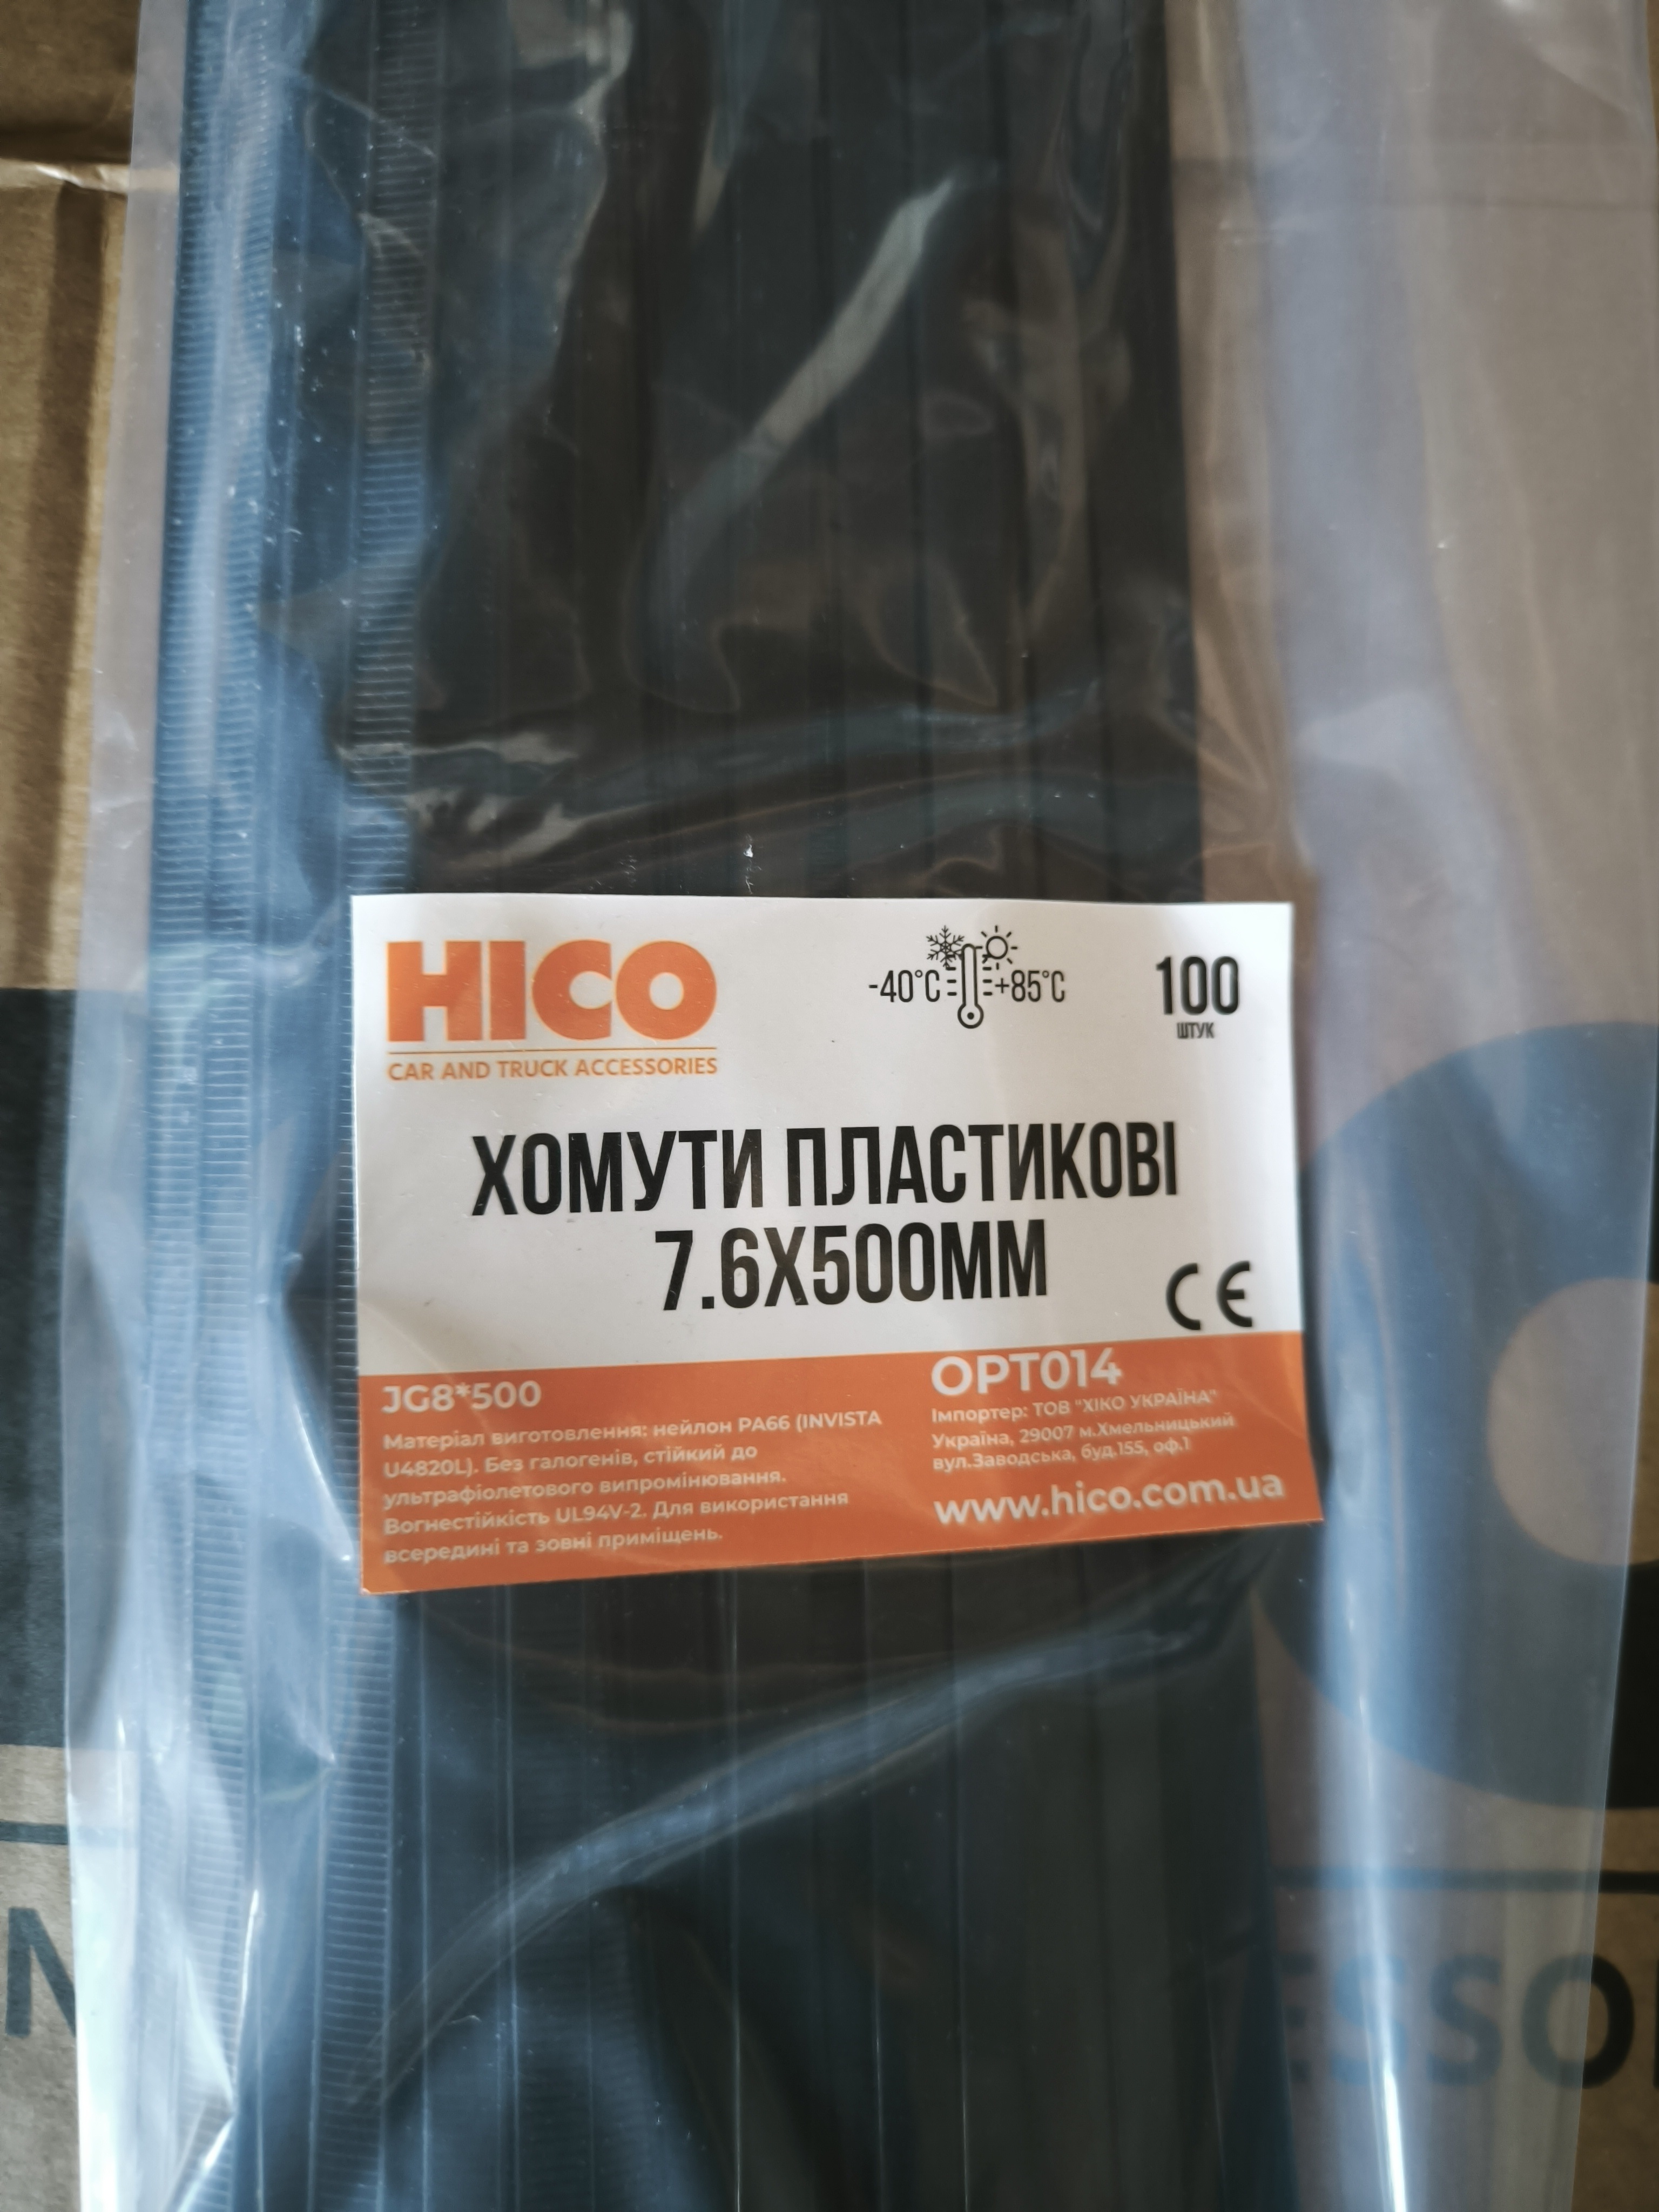 HICO
CAR AND TRUCK ACCESSORIES
-40°C +85°C
100
ШТУК
ХОМУТИ ПЛАСТИКОВІ
7.6X500ММ
CE
JG8*500
Матеріал виготовлення: нейлон PA66 (INVISTA
U4820L). Без галогенів, стійкий до
ультрафіолетового випромінювання.
Вогнестійкість UL94V-2. Для використання
всередині та зовні приміщень.
OPT014
Імпортер: ТОВ "ХІКО УКРАЇНА"
Україна, 29007 м.Хмельницький
вул.Заводська, буд.155, оф.1
www.hico.com.ua